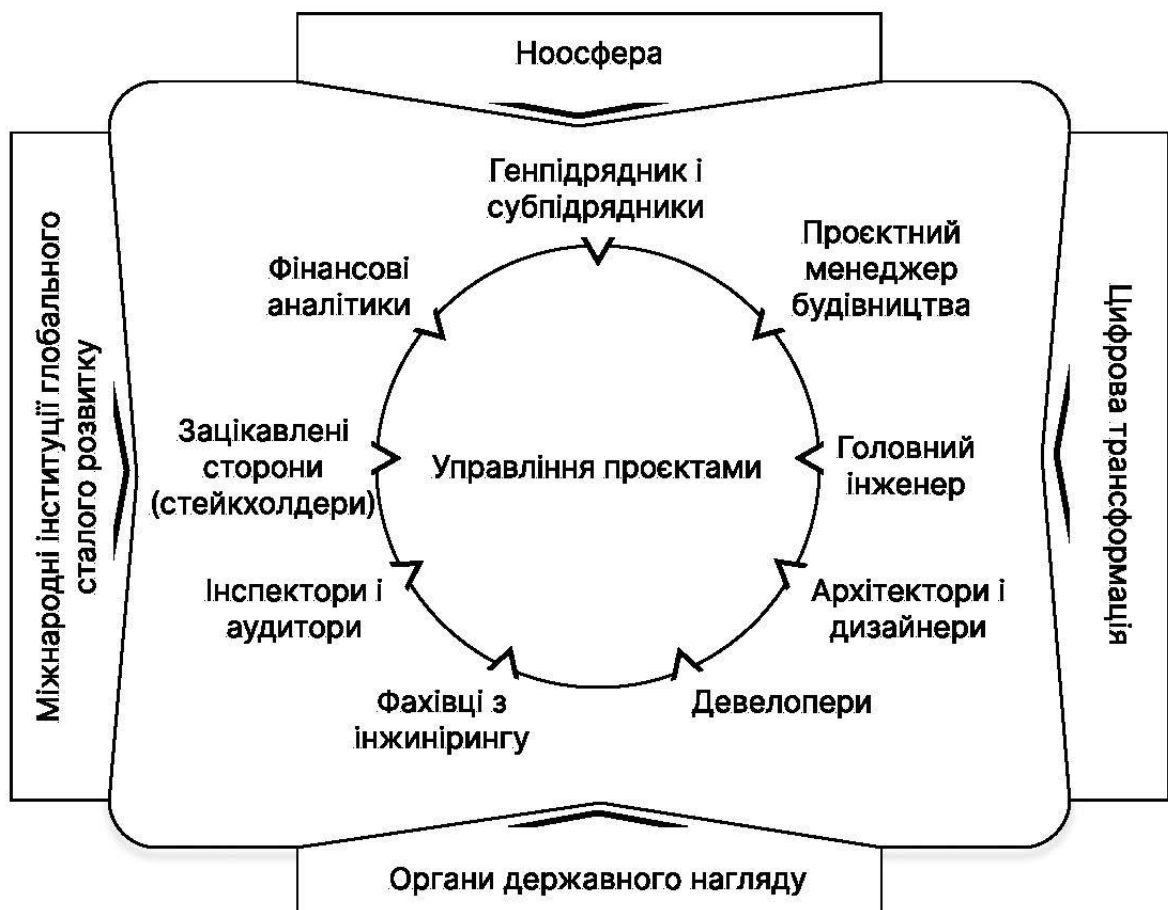 Ноосфера
Генпідрядник і
субпідрядники
Проєктний
менеджер
будівництва
Фінансові
аналітики
Міжнародні інституції глобального
сталого розвитку
Цифрова трансформація
Зацікавлені
сторони
(стейкхолдери)
Управління проєктами
Головний
інженер
Інспектори і
аудитори
Архітектори і
дизайнери
Фахівці з
інжинірингу
Девелопери
Органи державного нагляду